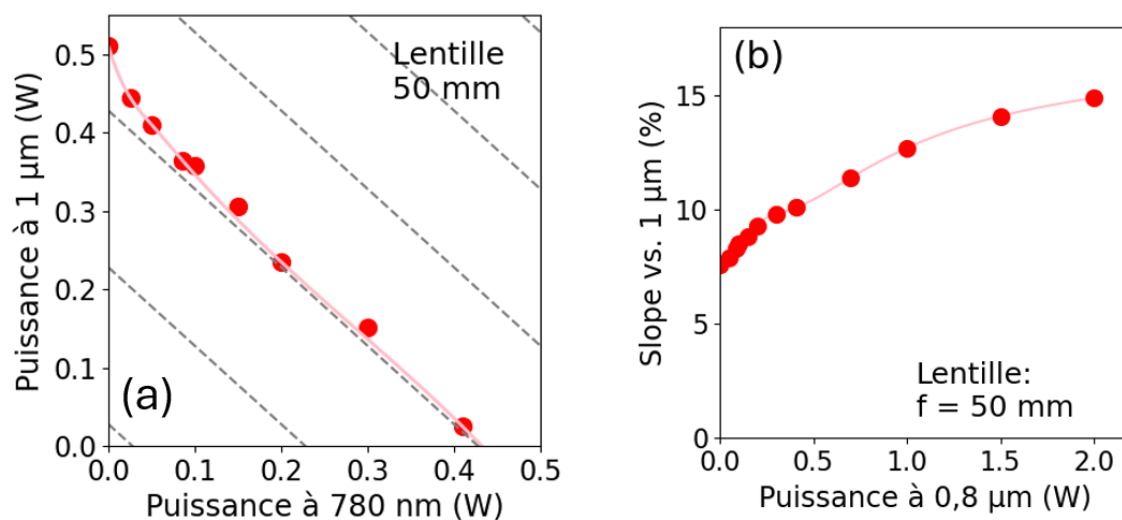 Puissance à 1 µm (W)
0.5
0.4
0.3
0.2
0.1
0.0
Lentille
50 mm
(a)
0.0 0.1 0.2 0.3 0.4 0.5
Puissance à 780 nm (W)
(b)
Slope vs. 1 µm (%)
15
10
5
0
Lentille:
f = 50 mm
0.0 0.5 1.0 1.5 2.0
Puissance à 0,8 µm (W)